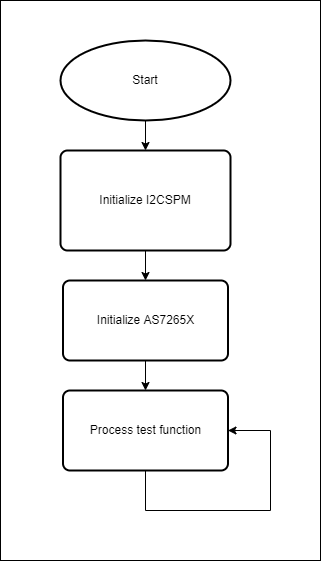 Start
Initialize I2CSPM
Initialize AS7265X
Process test function